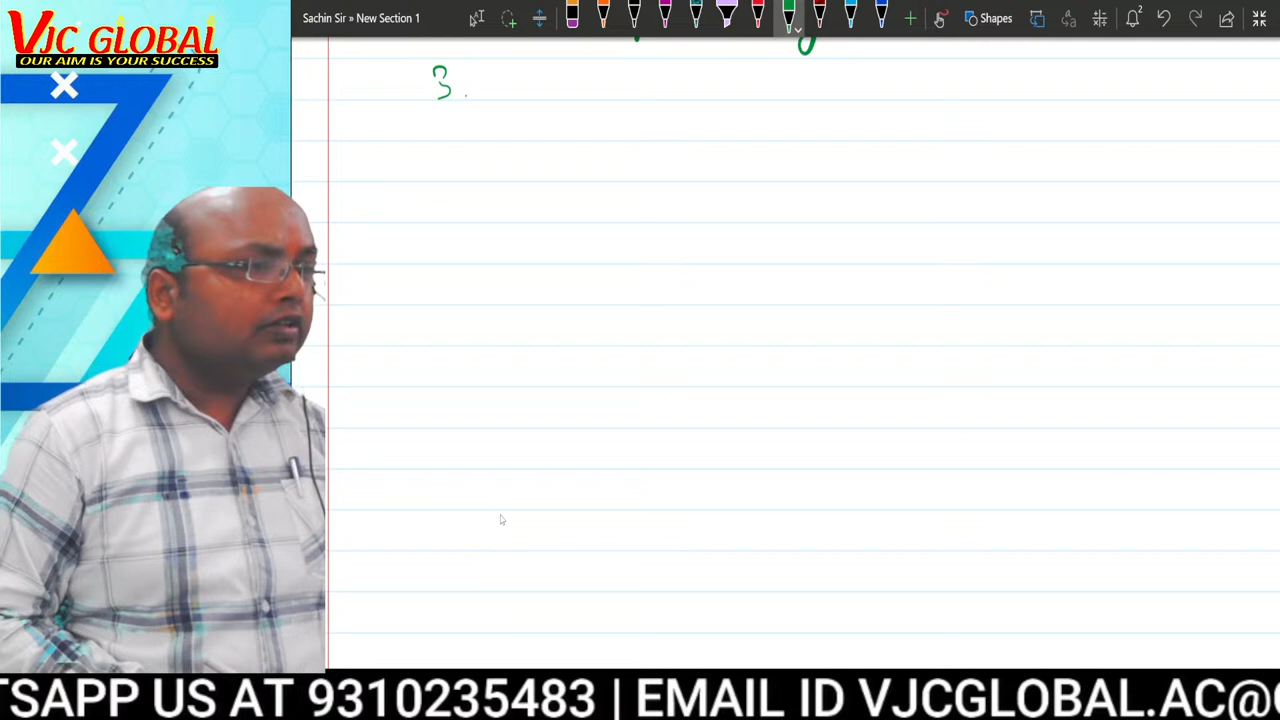 VJC GLOBAL
OUR AIM IS YOUR SUCCESS
Sachin Sir » New Section 1
Shapes
2
3.
TSAPP US AT 9310235483 | EMAIL ID VJCGLOBAL.AC@